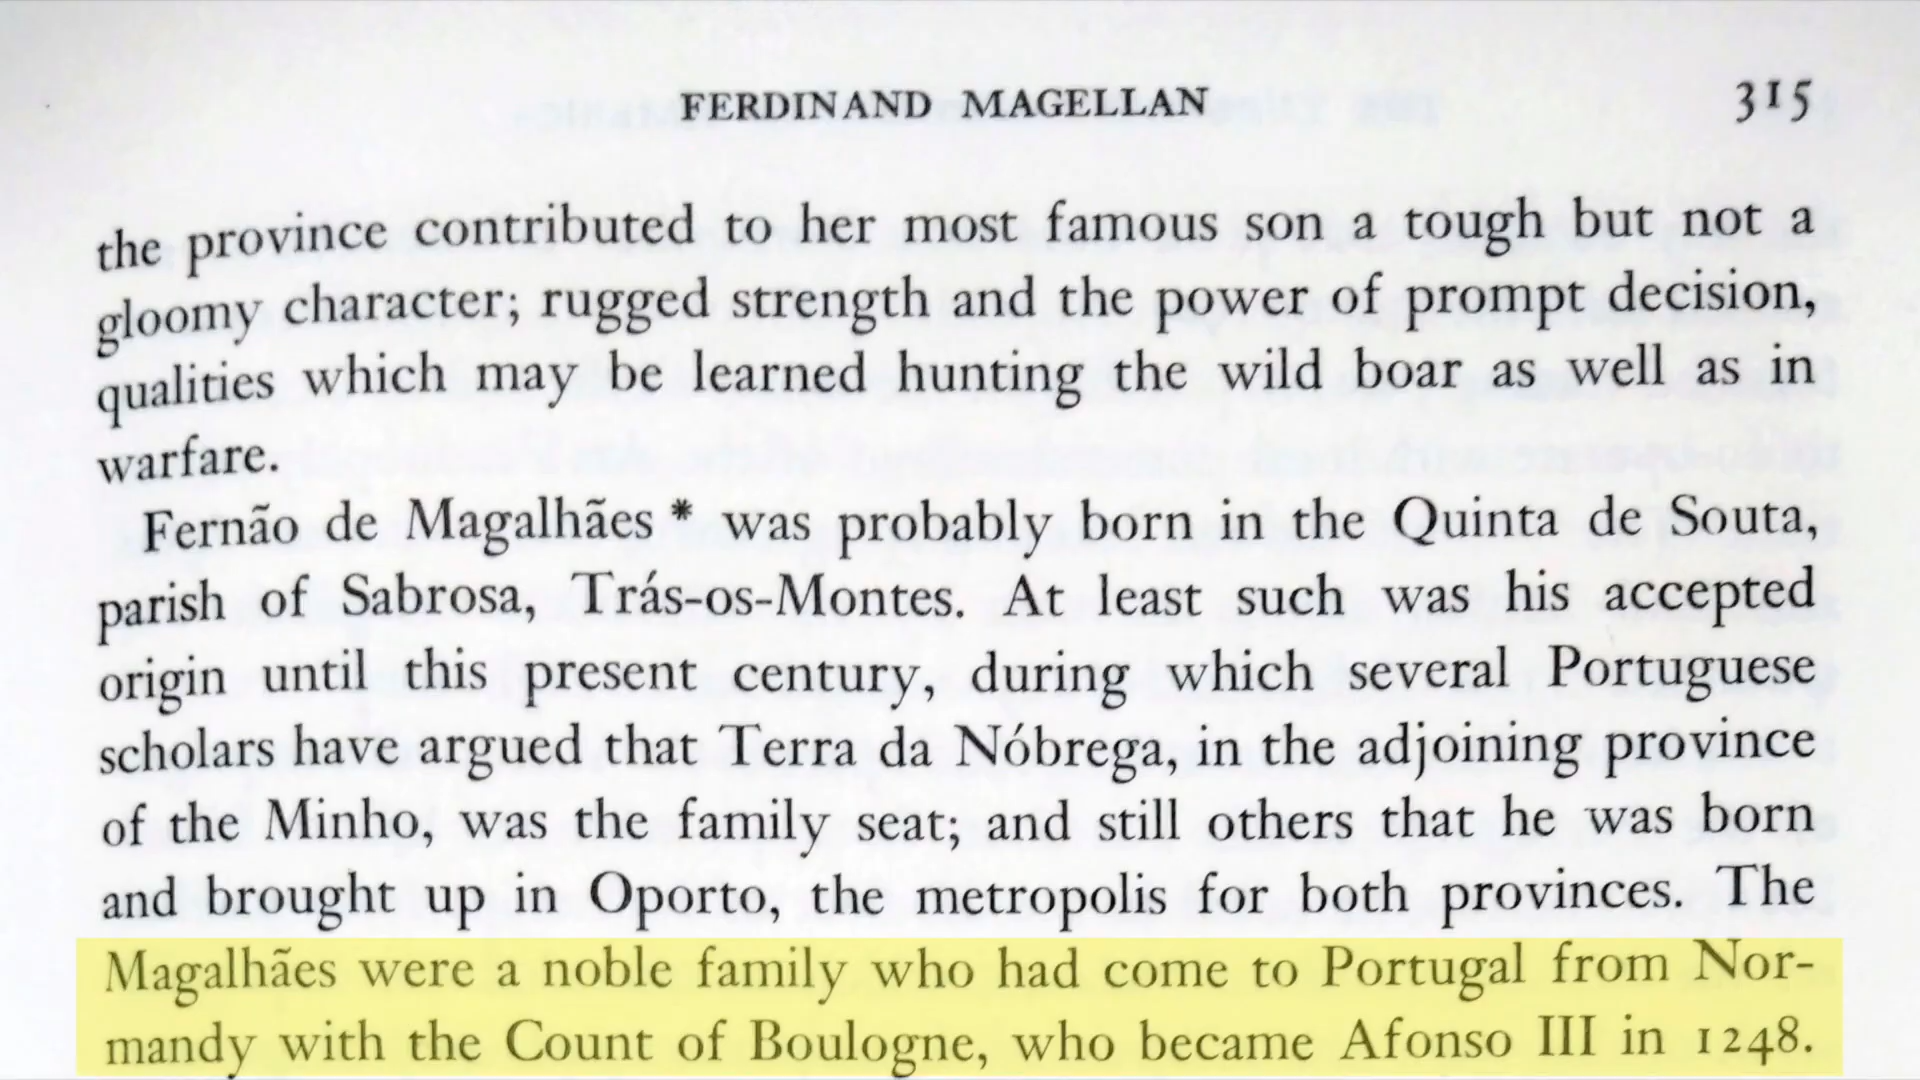 FERDINAND MAGELLAN 315
the province contributed to her most famous son a tough but not a
gloomy character; rugged strength and the power of prompt decision,
qualities which may be learned hunting the wild boar as well as in
warfare.
Fernão de Magalhães * was probably born in the Quinta de Souta,
parish of Sabrosa, Trás-os-Montes. At least such was his accepted
origin until this present century, during which several Portuguese
scholars have argued that Terra da Nóbrega, in the adjoining province
of the Minho, was the family seat; and still others that he was born
and brought up in Oporto, the metropolis for both provinces. The
Magalhães were a noble family who had come to Portugal from Nor-
mandy with the Count of Boulogne, who became Afonso III in 1248.